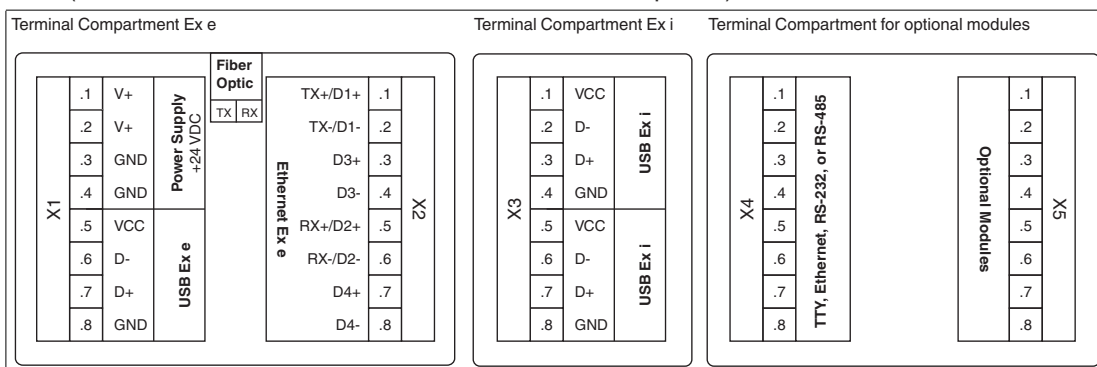 Terminal Compartment Ex e
Terminal Compartment Ex i
Terminal Compartment for optional modules
X1
.1 V+
.2 V+
.3 GND
.4 GND
.5 VCC
.6 D-
.7 D+
.8 GND
Power Supply
+24 VDC
USB Ex e
Fiber
Optic
TX RX
Ethernet Ex e
TX+/D1+ .1
TX-/D1- .2
D3+ .3
D3- .4
RX+/D2+ .5
RX-/D2- .6
D4+ .7
D4- .8
X2
X3
.1 VCC
.2 D-
.3 D+
.4 GND
.5 VCC
.6 D-
.7 D+
.8 GND
USB Ex i
USB Ex i
X4
.1
.2
.3
.4
.5
.6
.7
.8
TTY, Ethernet, RS-232, or RS-485
Optional Modules
.1
.2
.3
.4
.5
.6
.7
.8
X5